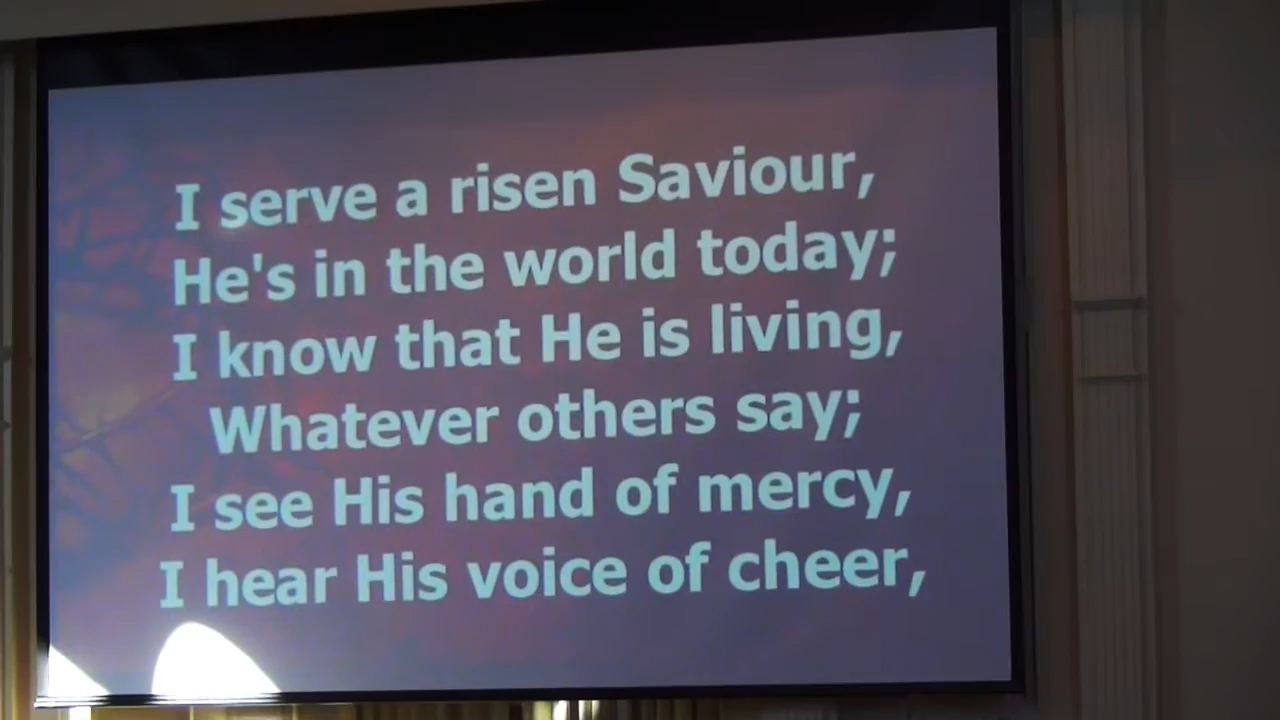 I serve a risen Saviour,
He's in the world today;
I know that He is living,
Whatever others say;
I see His hand of mercy,
I hear His voice of cheer,